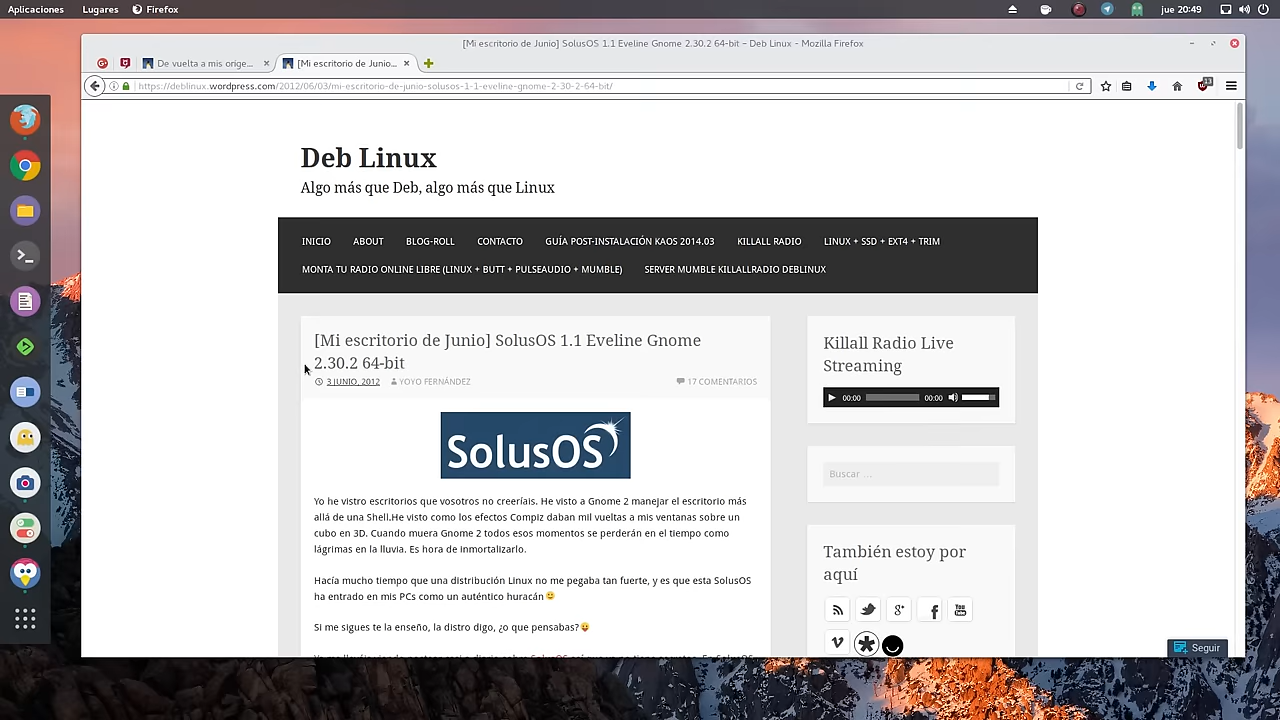 Aplicaciones Lugares Firefox jue 20:49
[Mi escritorio de Junio] SolusOS 1.1 Eveline Gnome 2.30.2 64-bit – Deb Linux - Mozilla Firefox
De vuelta a mis orige... [Mi escritorio de Junio...
https://deblinux.wordpress.com/2012/06/03/mi-escritorio-de-junio-solusos-1-1-eveline-gnome-2-30-2-64-bit/
Deb Linux
Algo más que Deb, algo más que Linux
INICIO ABOUT BLOG-ROLL CONTACTO GUÍA POST-INSTALACIÓN KAOS 2014.03 KILLALL RADIO LINUX + SSD + EXT4 + TRIM
MONTA TU RADIO ONLINE LIBRE (LINUX + BUTT + PULSEAUDIO + MUMBLE) SERVER MUMBLE KILLALLRADIO DEBLINUX
[Mi escritorio de Junio] SolusOS 1.1 Eveline Gnome
2.30.2 64-bit
3 JUNIO, 2012 YOYO FERNÁNDEZ 17 COMENTARIOS
SolusOS
Yo he vistro escritorios que vosotros no creeríais. He visto a Gnome 2 manejar el escritorio más
allá de una Shell.He visto como los efectos Compiz daban mil vueltas a mis ventanas sobre un
cubo en 3D. Cuando muera Gnome 2 todos esos momentos se perderán en el tiempo como
lágrimas en la lluvia. Es hora de inmortalizarlo.
Hacía mucho tiempo que una distribución Linux no me pegaba tan fuerte, y es que esta SolusOS
ha entrado en mis PCs como un auténtico huracán
Si me sigues te la enseño, la distro digo, ¿o que pensabas?
Killall Radio Live
Streaming
00:00 00:00
Buscar …
También estoy por
aquí
Seguir